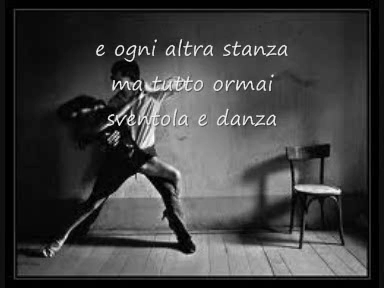 e ogni altra stanza
ma tutto ormai
sventola e danza